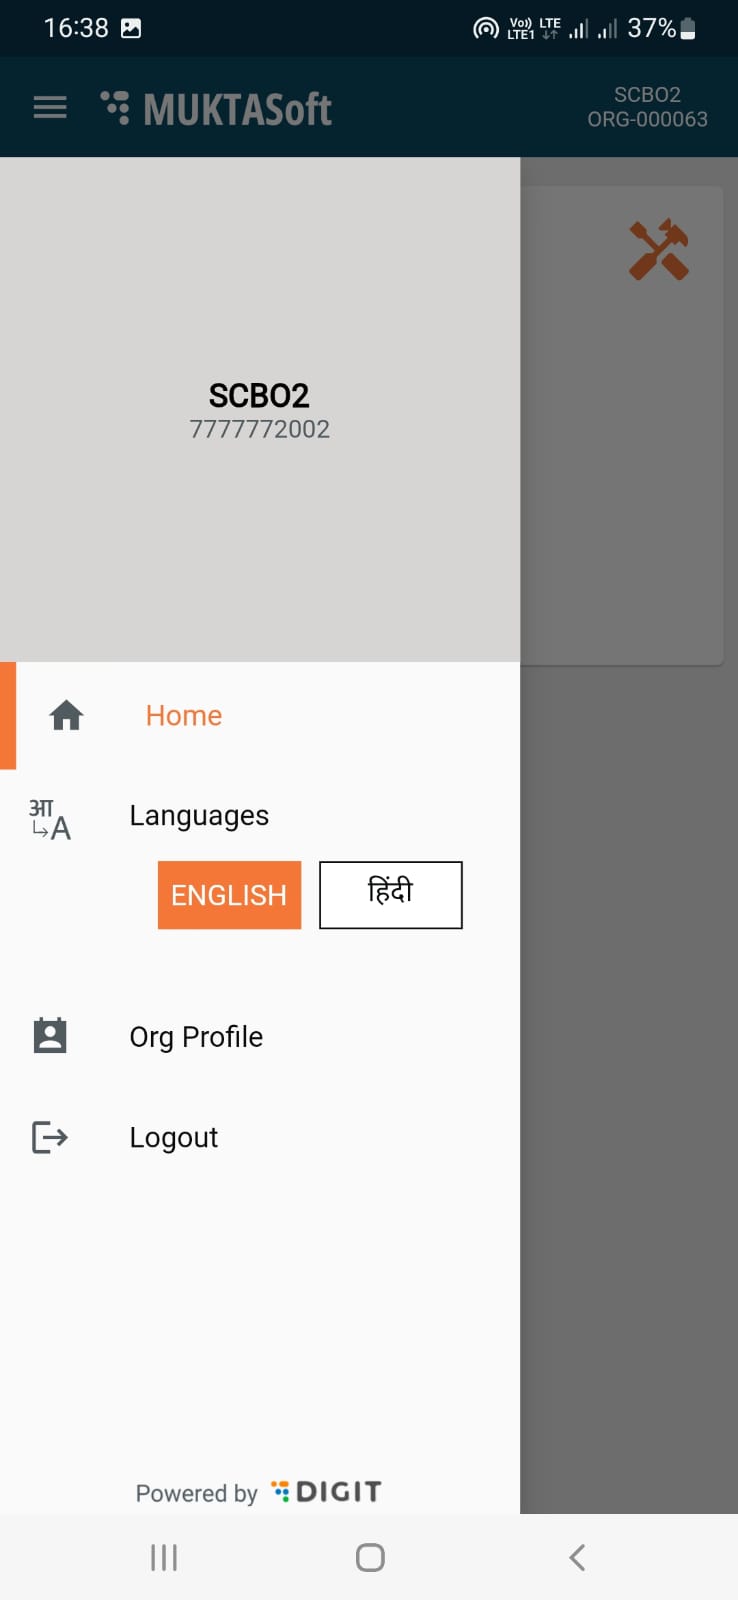 16:38
Vo)) LTE
LTE1
37%
MUKTASoft
SCBO2
ORG-000063
SCBO2
7777772002
Home
आ
A
Languages
ENGLISH
हिंदी
Org Profile
Logout
Powered by DIGIT